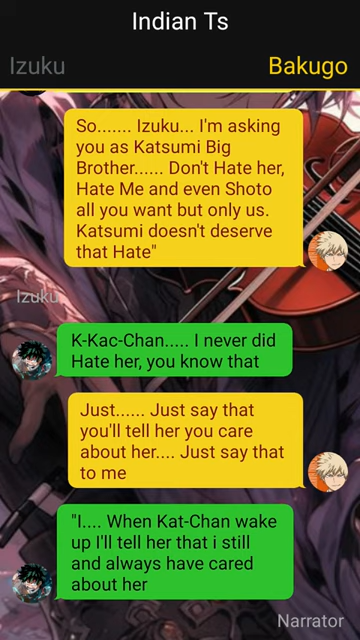 Indian Ts
Izuku
Bakugo
So....... Izuku... I'm asking
you as Katsumi Big
Brother...... Don't Hate her,
Hate Me and even Shoto
all you want but only us.
Katsumi doesn't deserve
that Hate"
Izuku
K-Kac-Chan..... I never did
Hate her, you know that
Just...... Just say that
you'll tell her you care
about her.... Just say that
to me
"I.... When Kat-Chan wake
up I'll tell her that i still
and always have cared
about her
Narrator